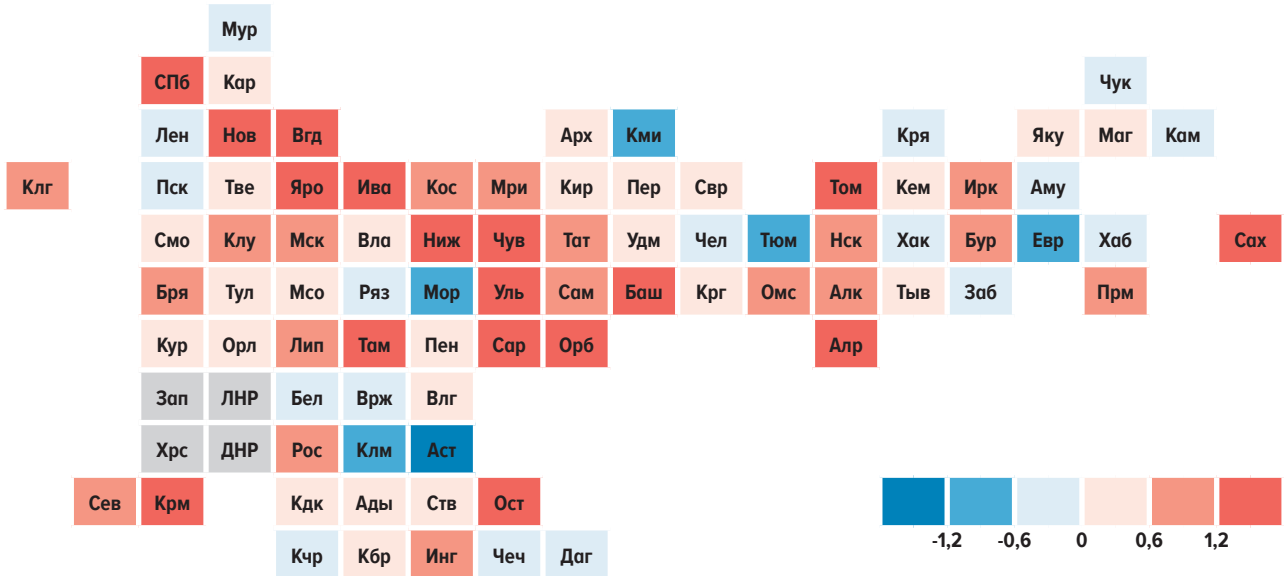 Мур
СПб Кар Чук
Лен Нов Вгд Арх Кми Кря Яку Маг Кам
Клг Пск Тве Яро Ива Кос Мри Кир Пер Свр Том Кем Ирк Аму
Смо Клу Мск Вла Ниж Чув Тат Удм Чел Тюм Нск Хак Бур Евр Хаб Сах
Бря Тул Мсо Ряз Мор Уль Сам Баш Крг Омс Алк Тыв Заб Прм
Кур Орл Лип Там Пен Сар Орб Алр
Зап ЛНР Бел Врж Влг
Хрс ДНР Рос Клм Аст
Сев Крм Кдк Ады Ств Ост
-1,2 -0,6 0 0,6 1,2
Кчр Кбр Инг Чеч Даг